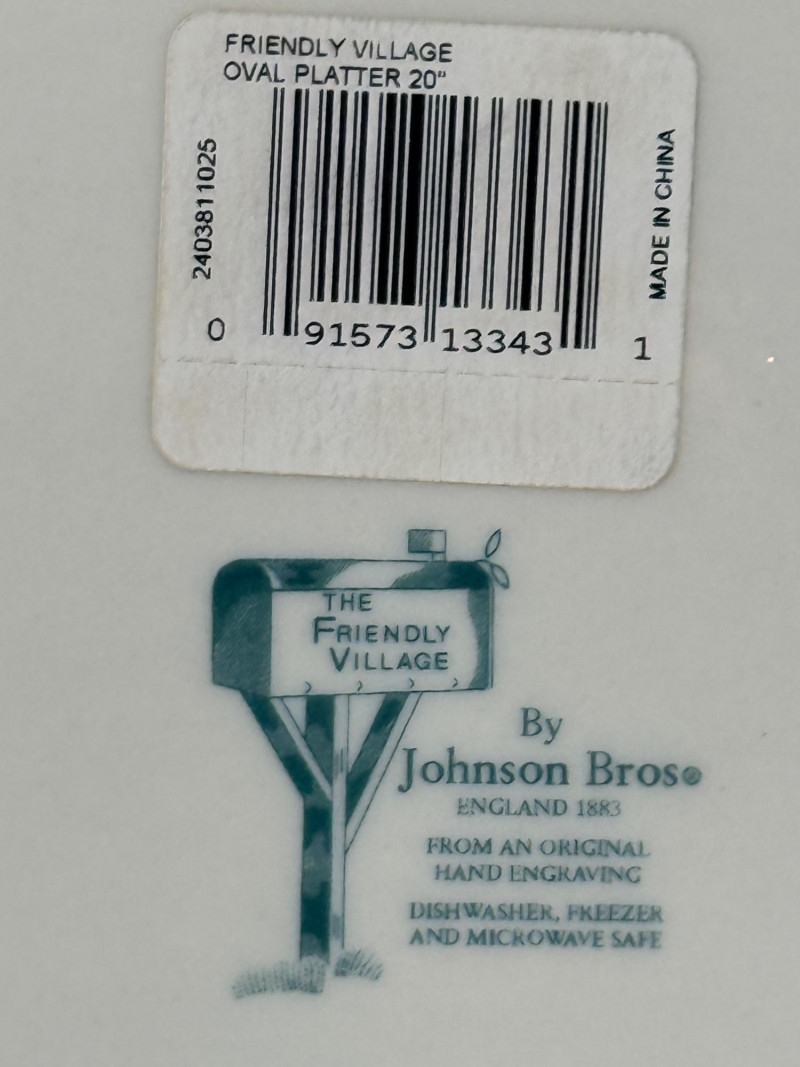 FRIENDLY VILLAGE
OVAL PLATTER 20"
2403811025
MADE IN CHINA
0 91573 13343 1
THE
FRIENDLY
VILLAGE
By
Johnson Bros®
ENGLAND 1883
FROM AN ORIGINAL
HAND ENGRAVING
DISHWASHER, FREEZER
AND MICROWAVE SAFE